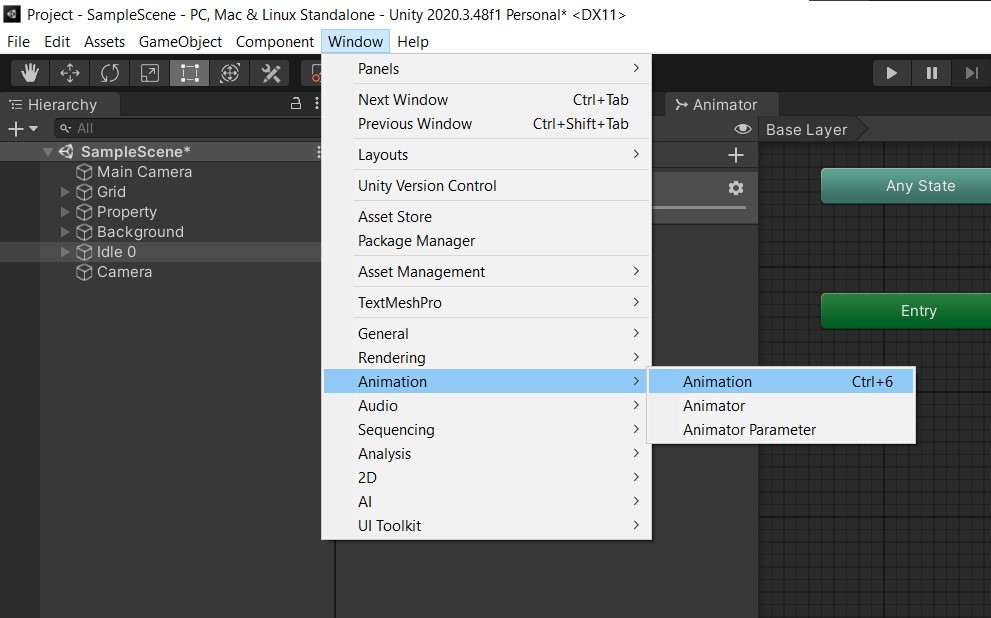 Project - SampleScene - PC, Mac & Linux Standalone - Unity 2020.3.48f1 Personal* <DX11>
File Edit Assets GameObject Component Window Help
Hierarchy
All
SampleScene*
Main Camera
Grid
Property
Background
Idle 0
Camera
Panels
Next Window Ctrl+Tab
Previous Window Ctrl+Shift+Tab
Layouts
Unity Version Control
Asset Store
Package Manager
Asset Management
TextMeshPro
General
Rendering
Animation
Audio
Sequencing
Analysis
2D
AI
UI Toolkit
Animation Ctrl+6
Animator
Animator Parameter
Animator
Base Layer
Any State
Entry